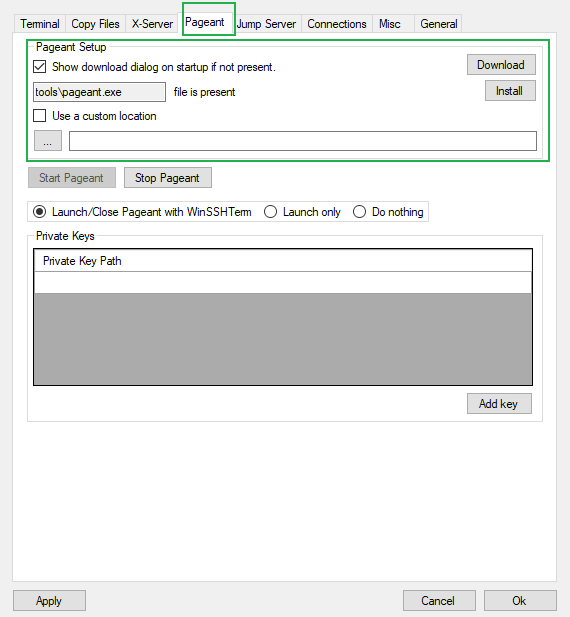 Terminal Copy Files X-Server Pageant Jump Server Connections Misc General
Pageant Setup
Show download dialog on startup if not present. Download
tools\pageant.exe file is present Install
Use a custom location
...
Start Pageant Stop Pageant
Launch/Close Pageant with WinSSHTerm Launch only Do nothing
Private Keys
Private Key Path
Add key
Apply Cancel Ok